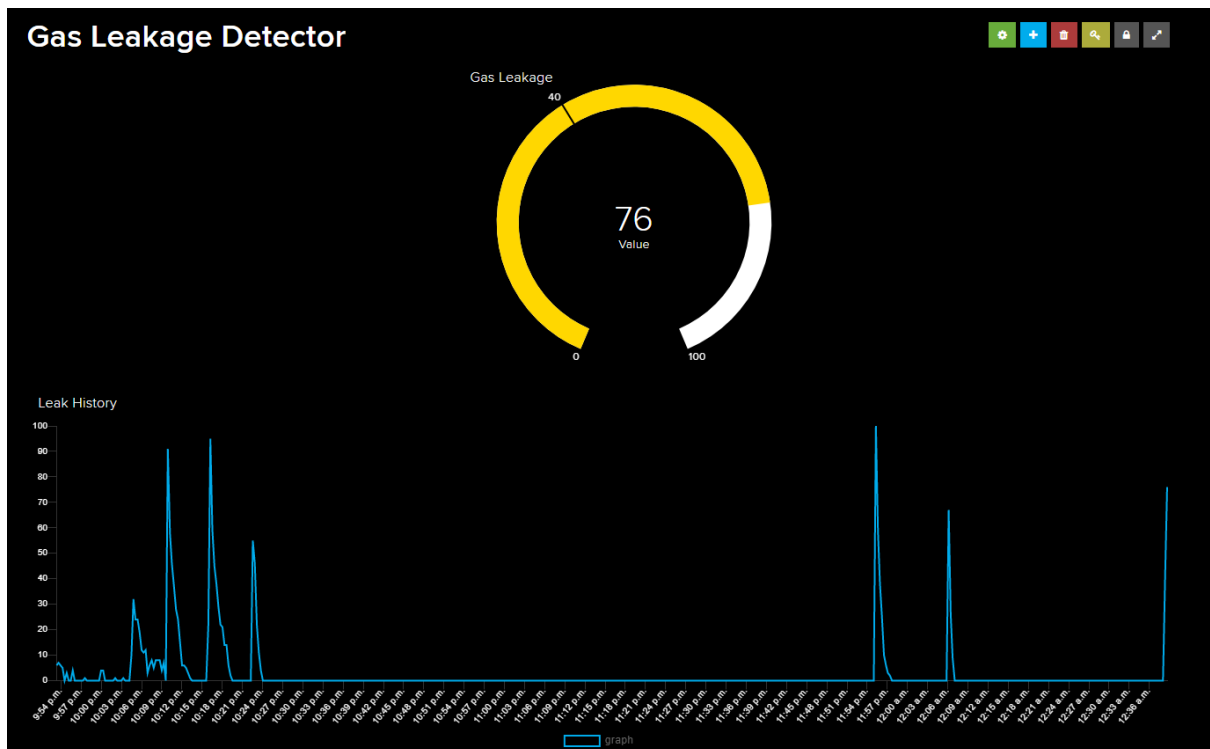 Gas Leakage Detector
Gas Leakage
40
76
Value
0
100
Leak History
100
90
80
70
60
50
40
30
20
10
0
9:54 p.m.
9:57 p.m.
10:00 p.m.
10:03 p.m.
10:06 p.m.
10:09 p.m.
10:12 p.m.
10:15 p.m.
10:18 p.m.
10:21 p.m.
10:24 p.m.
10:27 p.m.
10:30 p.m.
10:33 p.m.
10:36 p.m.
10:39 p.m.
10:42 p.m.
10:45 p.m.
10:48 p.m.
10:51 p.m.
10:54 p.m.
10:57 p.m.
11:00 p.m.
11:03 p.m.
11:06 p.m.
11:09 p.m.
11:12 p.m.
11:15 p.m.
11:18 p.m.
11:21 p.m.
11:24 p.m.
11:27 p.m.
11:30 p.m.
11:33 p.m.
11:36 p.m.
11:39 p.m.
11:42 p.m.
11:45 p.m.
11:48 p.m.
11:51 p.m.
11:54 p.m.
11:57 p.m.
12:00 a.m.
12:03 a.m.
12:06 a.m.
12:09 a.m.
12:12 a.m.
12:15 a.m.
12:18 a.m.
12:21 a.m.
12:24 a.m.
12:27 a.m.
12:30 a.m.
12:33 a.m.
12:36 a.m.
graph